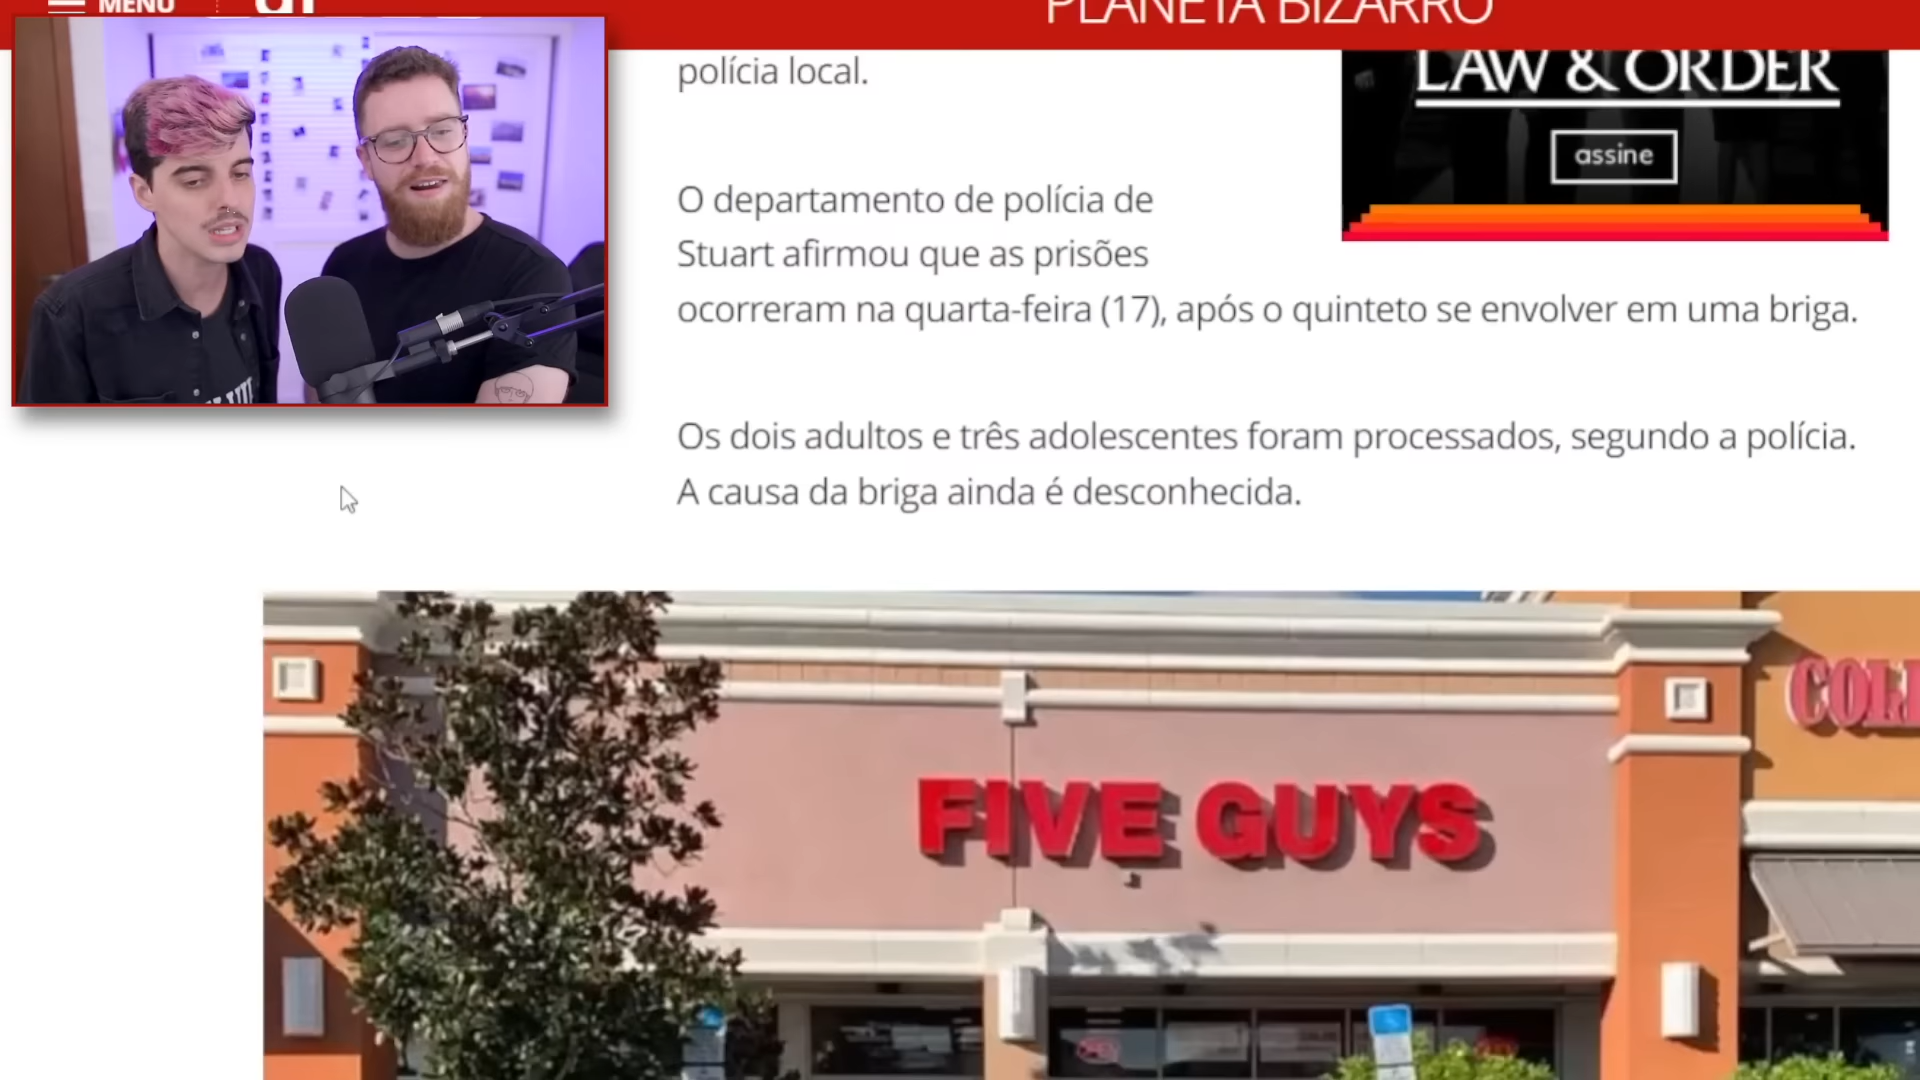 MENU
g1
PLANETA BIZARRO
LAW & ORDER
assine
polícia local.
O departamento de polícia de
Stuart afirmou que as prisões
ocorreram na quarta-feira (17), após o quinteto se envolver em uma briga.
Os dois adultos e três adolescentes foram processados, segundo a polícia.
A causa da briga ainda é desconhecida.
FIVE GUYS